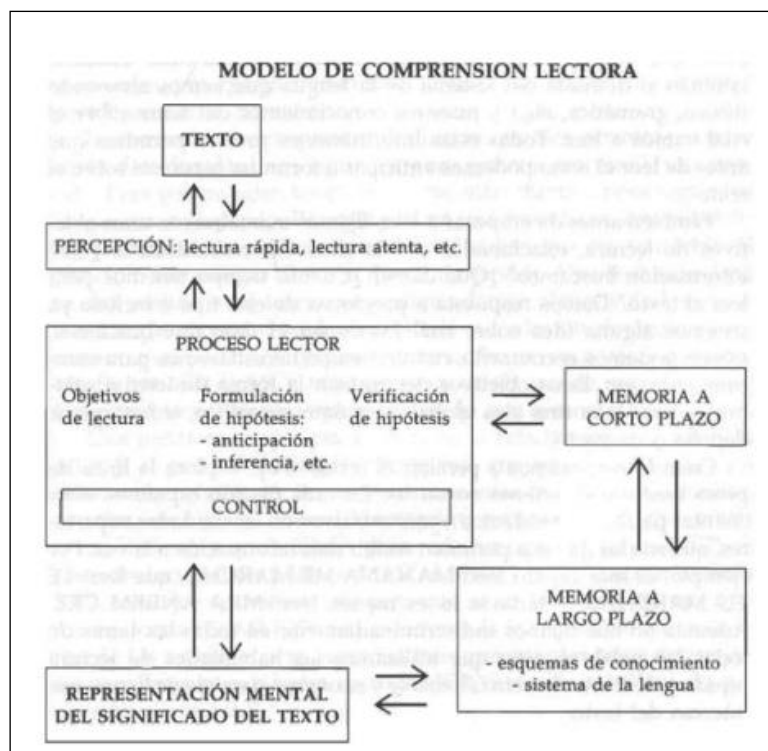 MODELO DE COMPRENSION LECTORA
TEXTO
PERCEPCIÓN: lectura rápida, lectura atenta, etc.
PROCESO LECTOR
Objetivos
de lectura
Formulación
de hipótesis:
- anticipación
- inferencia, etc.
Verificación
de hipótesis
CONTROL
MEMORIA A
CORTO PLAZO
MEMORIA A
LARGO PLAZO
- esquemas de conocimiento
- sistema de la lengua
REPRESENTACIÓN MENTAL
DEL SIGNIFICADO DEL TEXTO